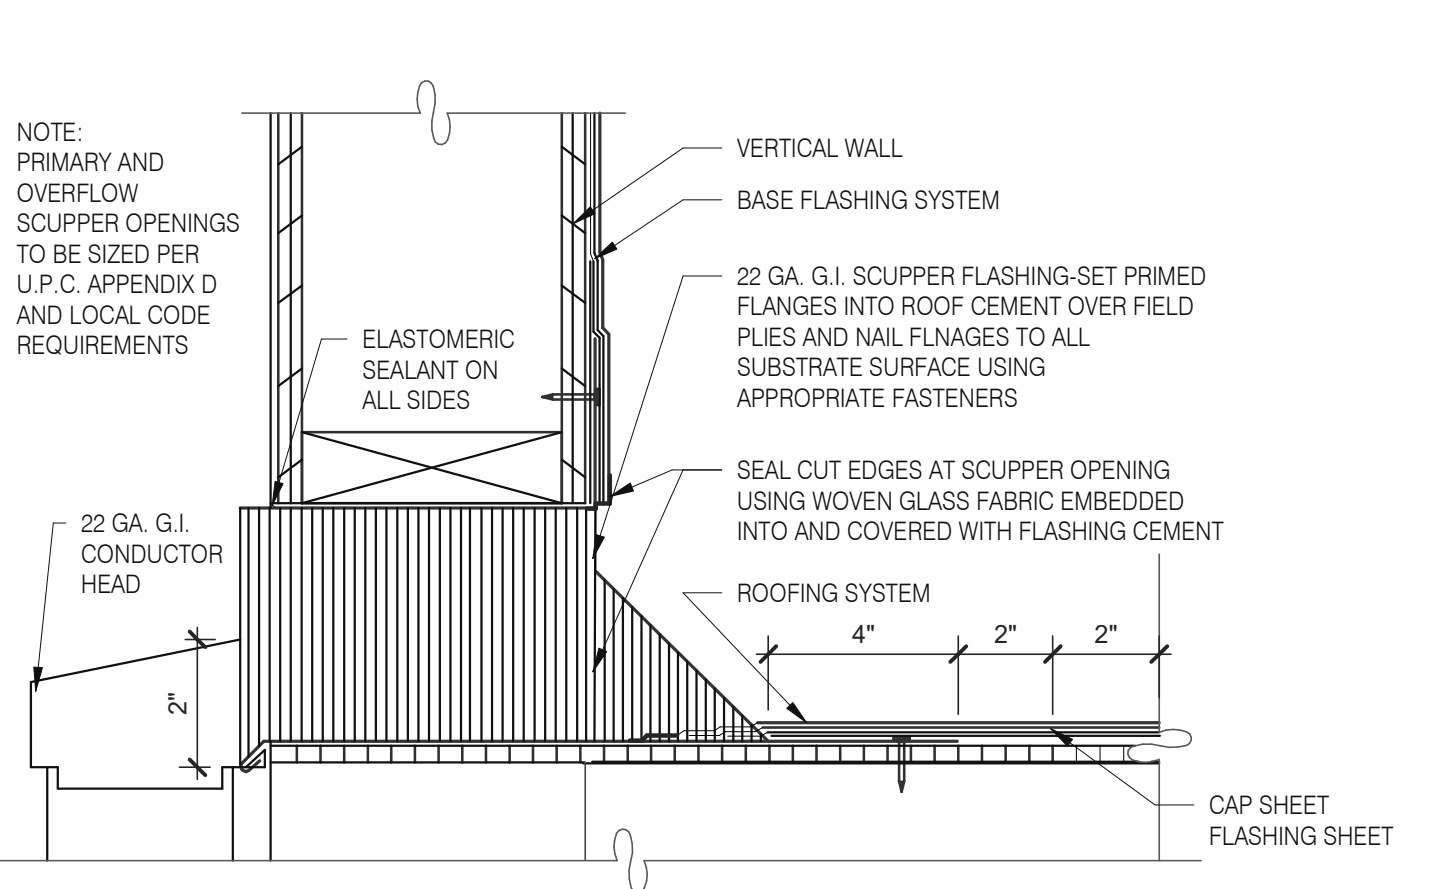 NOTE:
PRIMARY AND
OVERFLOW
SCUPPER OPENINGS
TO BE SIZED PER
U.P.C. APPENDIX D
AND LOCAL CODE
REQUIREMENTS
VERTICAL WALL
BASE FLASHING SYSTEM
22 GA. G.I. SCUPPER FLASHING-SET PRIMED
FLANGES INTO ROOF CEMENT OVER FIELD
PLIES AND NAIL FLNAGES TO ALL
SUBSTRATE SURFACE USING
APPROPRIATE FASTENERS
ELASTOMERIC
SEALANT ON
ALL SIDES
SEAL CUT EDGES AT SCUPPER OPENING
USING WOVEN GLASS FABRIC EMBEDDED
INTO AND COVERED WITH FLASHING CEMENT
22 GA. G.I.
CONDUCTOR
HEAD
ROOFING SYSTEM
4"
2"
2"
2"
CAP SHEET
FLASHING SHEET